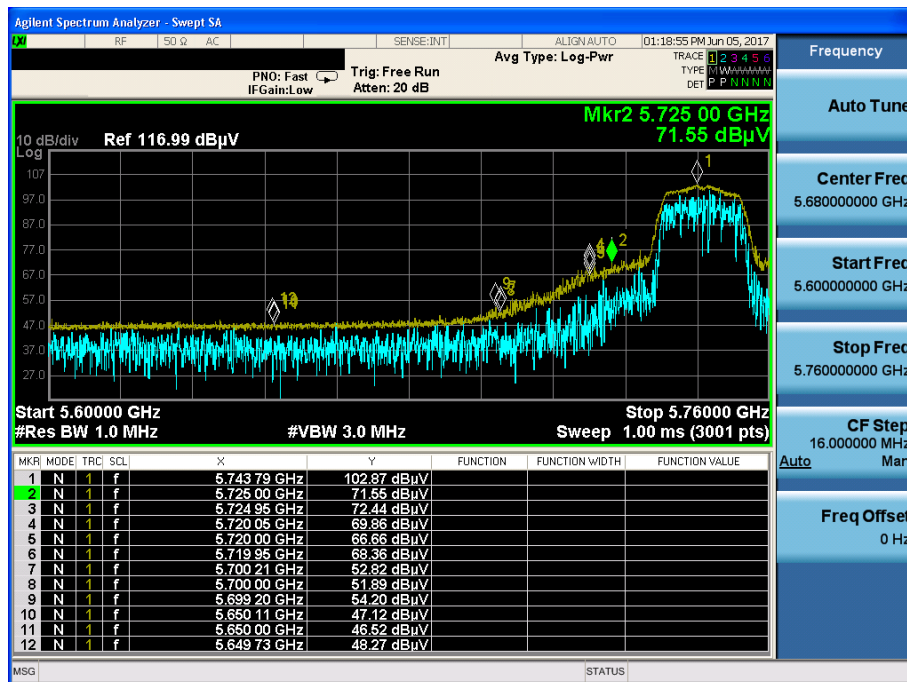 Agilent Spectrum Analyzer - Swept SA
LXI RF 50 Ω AC SENSE:INT ALIGN AUTO 01:18:55 PM Jun 05, 2017
Avg Type: Log-Pwr TRACE 1 2 3 4 5 6
PNO: Fast Trig: Free Run TYPE M W W W W W
IFGain:Low Atten: 20 dB DET P P N N N N
Mkr2 5.725 00 GHz
10 dB/div Ref 116.99 dBµV 71.55 dBµV
Log
107
97.0
87.0
77.0
67.0
57.0
47.0
37.0
27.0
1
2
Start 5.60000 GHz Stop 5.76000 GHz
#Res BW 1.0 MHz #VBW 3.0 MHz Sweep 1.00 ms (3001 pts)
MKR MODE TRC SCL X Y FUNCTION FUNCTION WIDTH FUNCTION VALUE
1 N 1 f 5.743 79 GHz 102.87 dBµV
2 N 1 f 5.725 00 GHz 71.55 dBµV
3 N 1 f 5.724 95 GHz 72.44 dBµV
4 N 1 f 5.720 05 GHz 69.86 dBµV
5 N 1 f 5.720 00 GHz 66.66 dBµV
6 N 1 f 5.719 95 GHz 68.36 dBµV
7 N 1 f 5.700 21 GHz 52.82 dBµV
8 N 1 f 5.700 00 GHz 51.89 dBµV
9 N 1 f 5.699 20 GHz 54.20 dBµV
10 N 1 f 5.650 11 GHz 47.12 dBµV
11 N 1 f 5.650 00 GHz 46.52 dBµV
12 N 1 f 5.649 73 GHz 48.27 dBµV
MSG STATUS
Frequency
Auto Tune
Center Freq
5.680000000 GHz
Start Freq
5.600000000 GHz
Stop Freq
5.760000000 GHz
CF Step
16.000000 MHz
Auto Man
Freq Offset
0 Hz